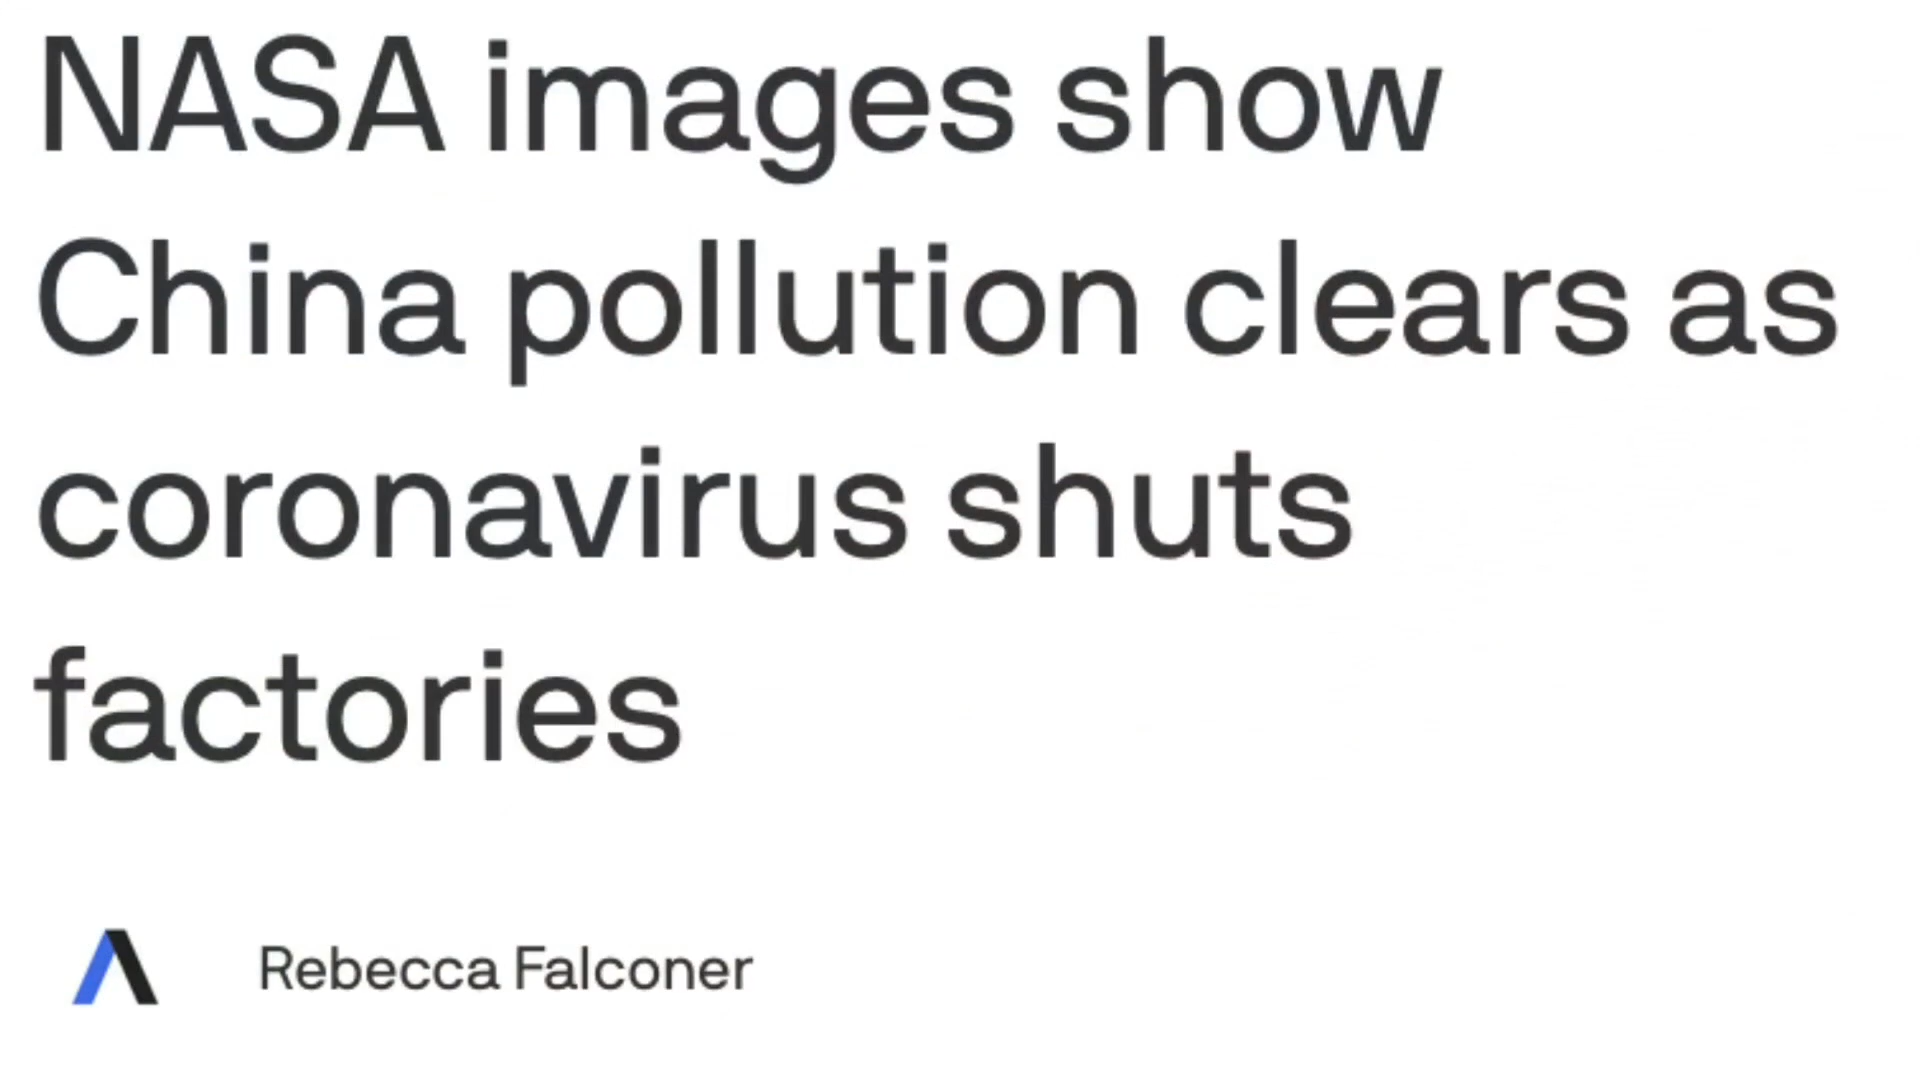 NASA images show
China pollution clears as
coronavirus shuts
factories
Rebecca Falconer